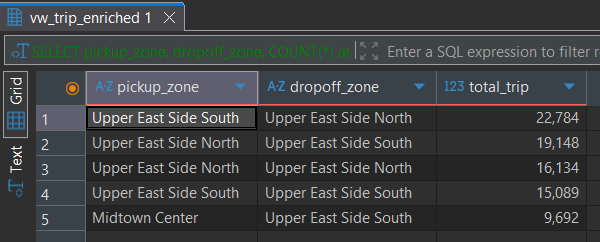 vw_trip_enriched 1
SELECT pickup_zone, dropoff_zone, COUNT(*) as
Enter a SQL expression to filter re
Grid
Text
A-Z pickup_zone A-Z dropoff_zone 123 total_trip
1 Upper East Side South Upper East Side North 22,784
2 Upper East Side North Upper East Side South 19,148
3 Upper East Side North Upper East Side North 16,134
4 Upper East Side South Upper East Side South 15,089
5 Midtown Center Upper East Side South 9,692